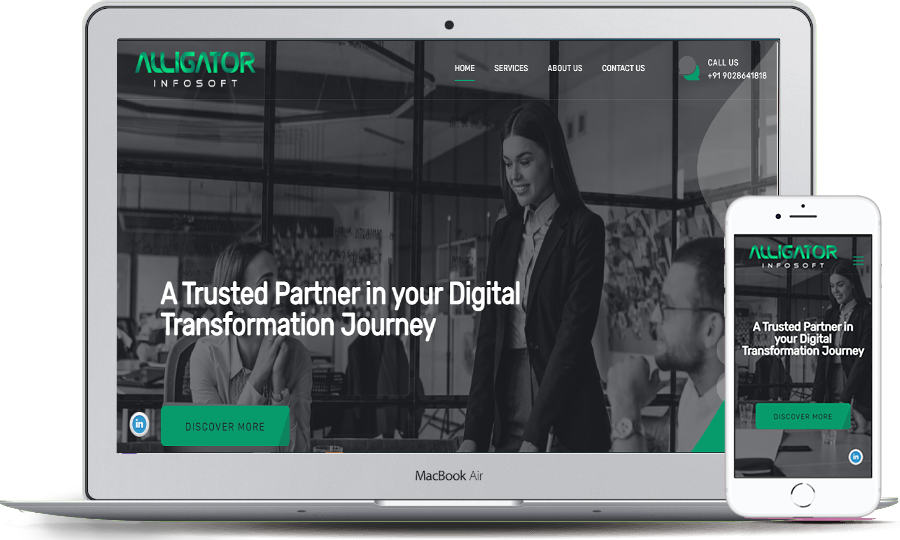 ALLIGATOR
INFOSOFT
HOME SERVICES ABOUT US CONTACT US
CALL US
+91 9028641818
A Trusted Partner in your Digital
Transformation Journey
in
DISCOVER MORE
MacBook Air
ALLIGATOR
INFOSOFT
A Trusted Partner in
your Digital
Transformation Journey
DISCOVER MORE
in